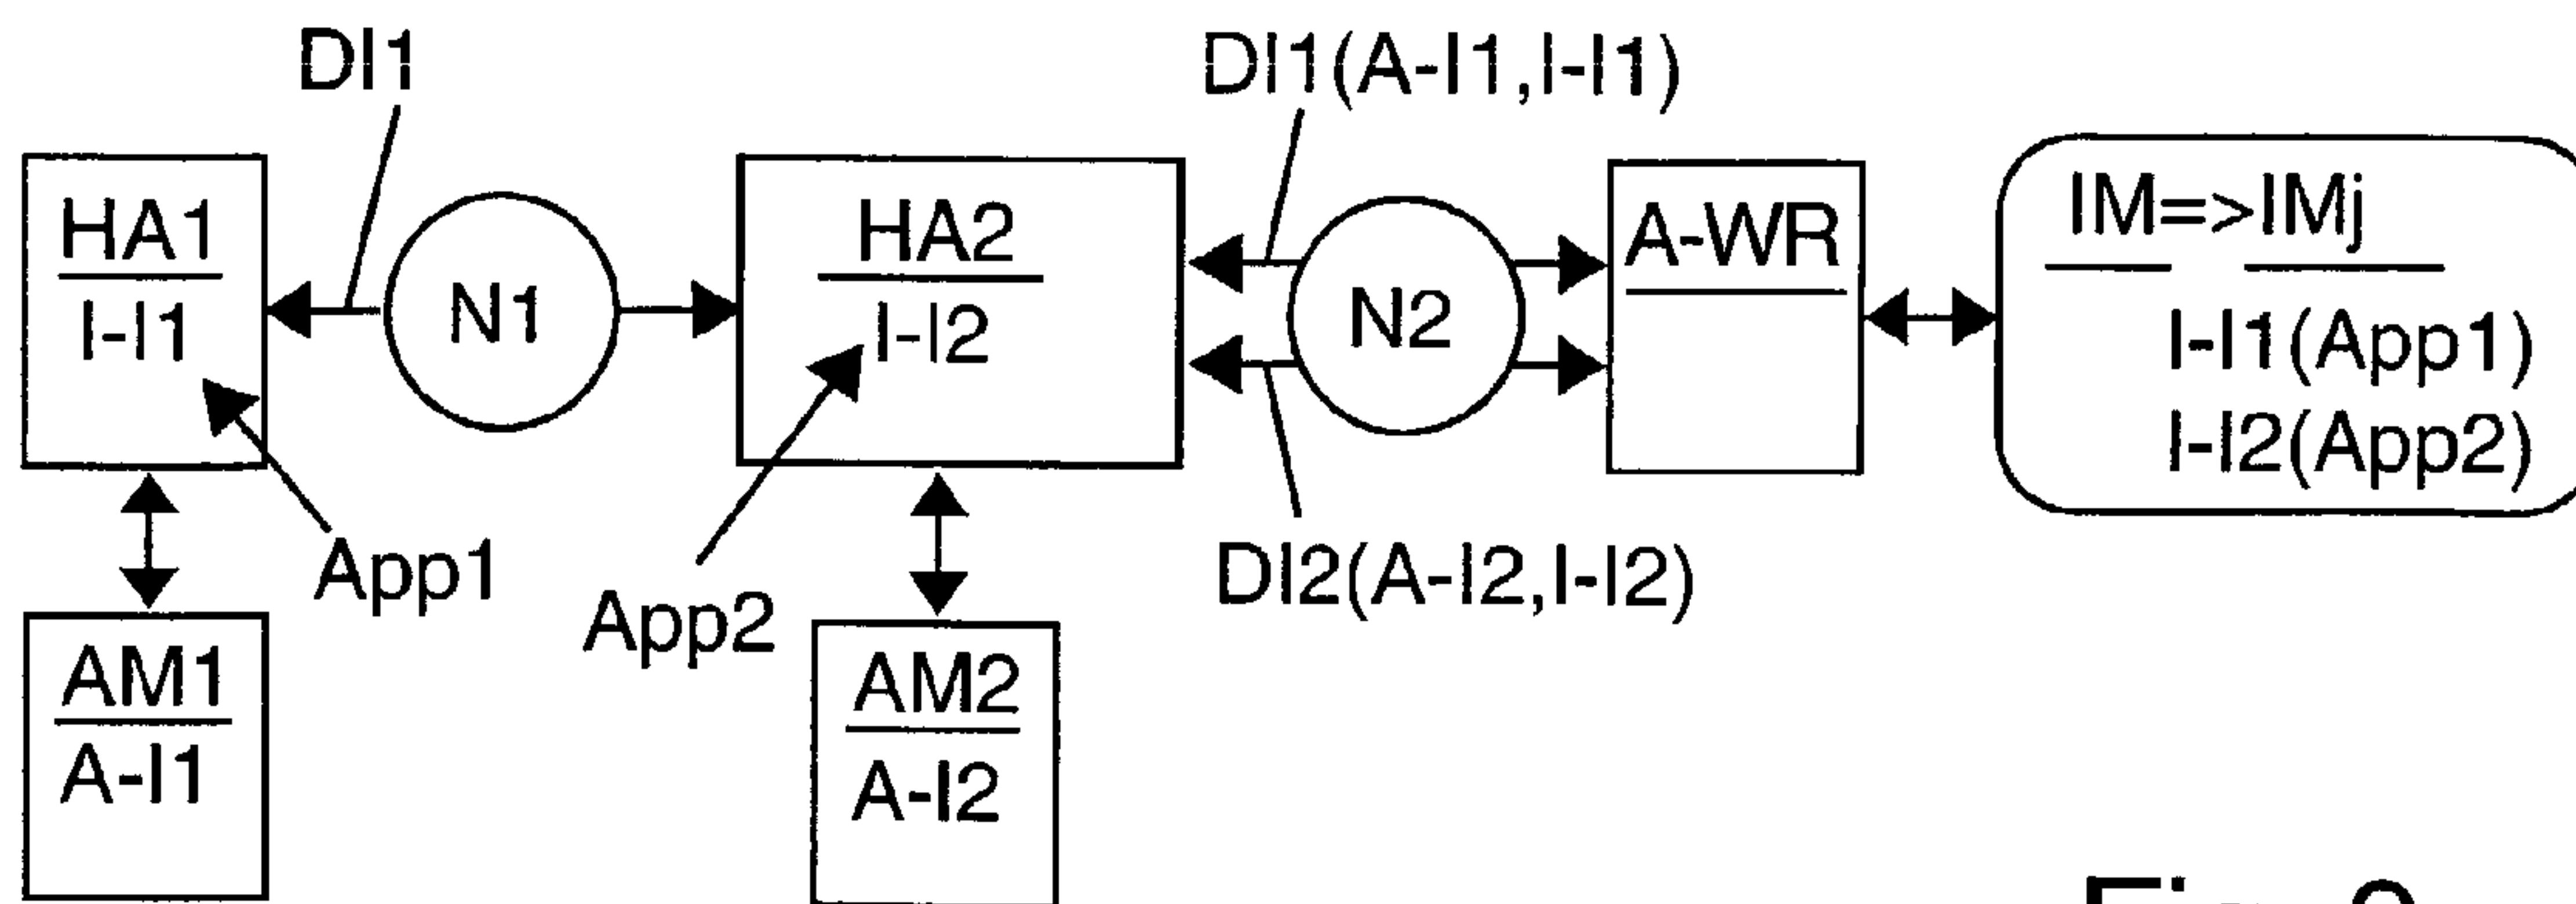 DI1
DI1(A-I1,I-I1)
HA1
I-I1
N1
HA2
I-I2
N2
A-WR
IM=>IMj
I-I1(App1)
I-I2(App2)
App1
App2
DI2(A-I2,I-I2)
AM1
A-I1
AM2
A-I2